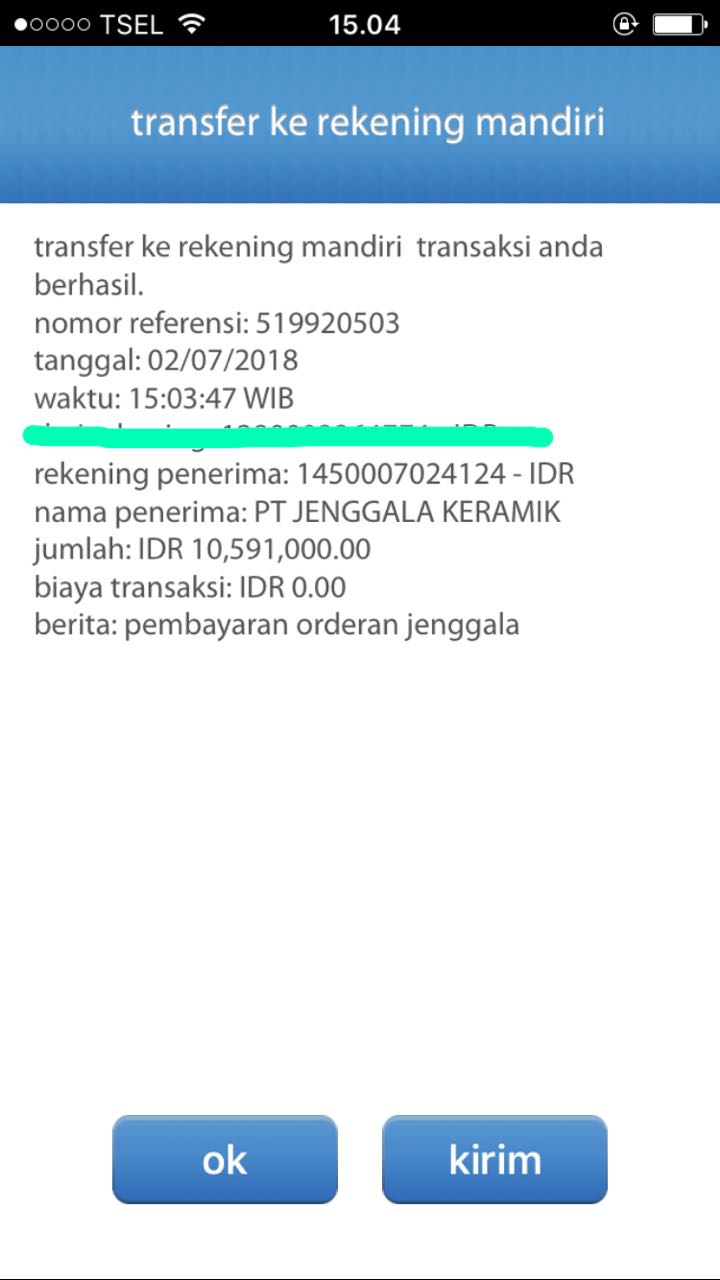 TSEL 15.04
transfer ke rekening mandiri
transfer ke rekening mandiri transaksi anda
berhasil.
nomor referensi: 519920503
tanggal: 02/07/2018
waktu: 15:03:47 WIB
rekening penerima: 1450007024124 - IDR
nama penerima: PT JENGGALA KERAMIK
jumlah: IDR 10,591,000.00
biaya transaksi: IDR 0.00
berita: pembayaran orderan jenggala
ok kirim